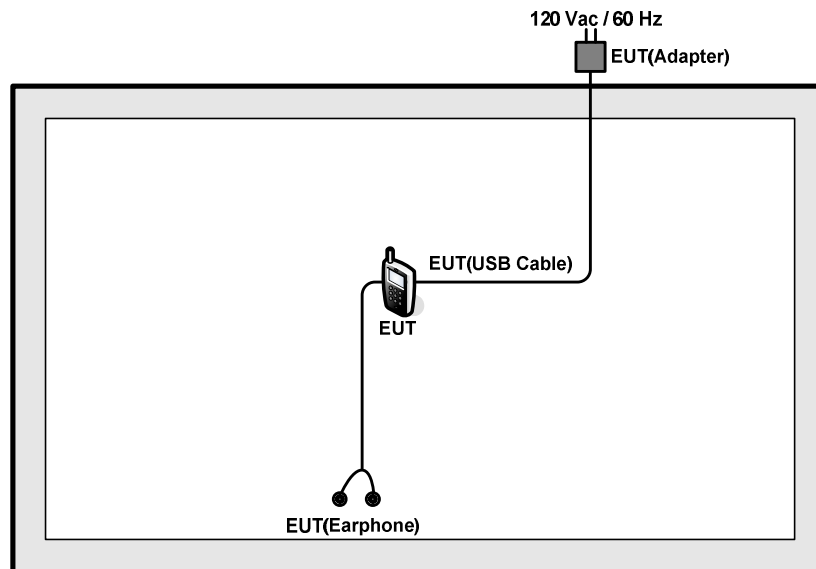 120 Vac / 60 Hz
EUT(Adapter)
EUT(USB Cable)
EUT
EUT(Earphone)